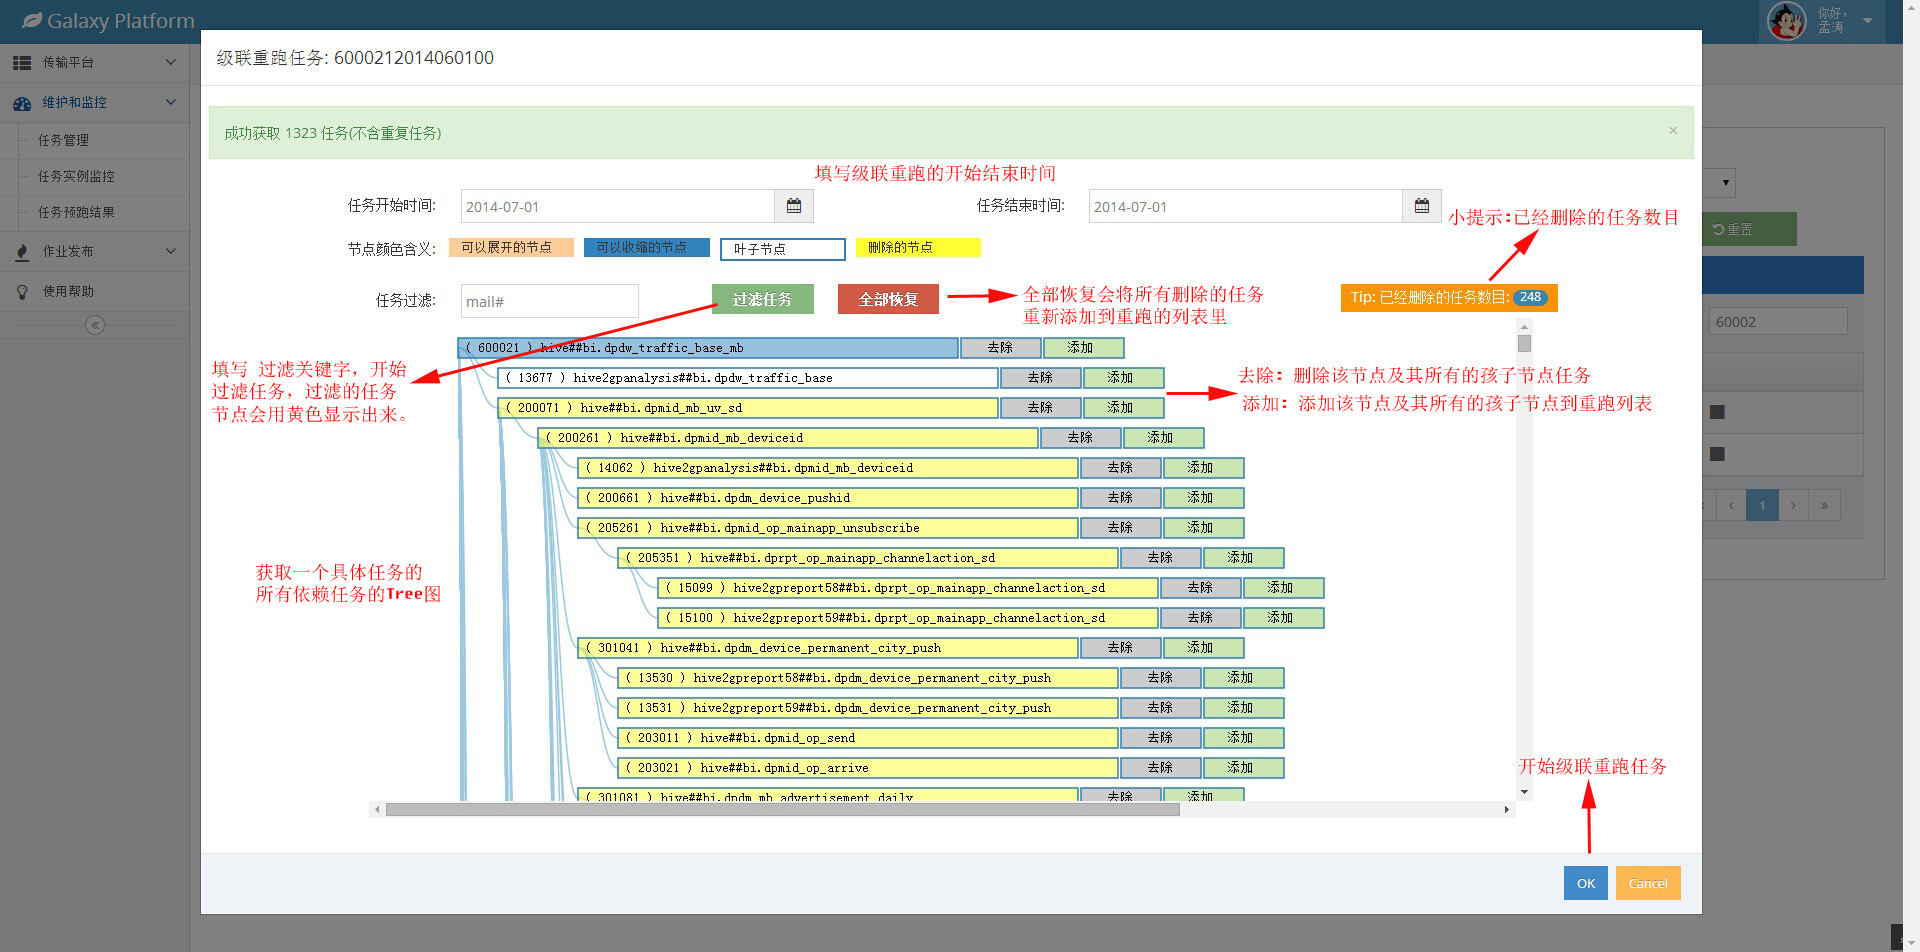 Galaxy Platform
你好，
孟涛
传输平台
维护和监控
任务管理
任务实例监控
任务预跑结果
作业发布
使用帮助
级联重跑任务: 6000212014060100
成功获取 1323 任务(不含重复任务)
×
填写级联重跑的开始结束时间
任务开始时间:
2014-07-01
任务结束时间:
2014-07-01
小提示:已经删除的任务数目
重置
节点颜色含义:
可以展开的节点
可以收缩的节点
叶子节点
删除的节点
任务过滤:
mail#
过滤任务
全部恢复
全部恢复会将所有删除的任务
重新添加到重跑的列表里
Tip: 已经删除的任务数目: 248
60002
( 600021 ) hive##bi.dpdw_traffic_base_mb 去除 添加
( 13677 ) hive2gpanalysis##bi.dpdw_traffic_base 去除 添加
( 200071 ) hive##bi.dpmid_mb_uv_sd 去除 添加
( 200261 ) hive##bi.dpmid_mb_deviceid 去除 添加
( 14062 ) hive2gpanalysis##bi.dpmid_mb_deviceid 去除 添加
( 200661 ) hive##bi.dpdm_device_pushid 去除 添加
( 205261 ) hive##bi.dpmid_op_mainapp_unsubscribe 去除 添加
( 205351 ) hive##bi.dprpt_op_mainapp_channelaction_sd 去除 添加
( 15099 ) hive2gpreport58##bi.dprpt_op_mainapp_channelaction_sd 去除 添加
( 15100 ) hive2gpreport59##bi.dprpt_op_mainapp_channelaction_sd 去除 添加
( 301041 ) hive##bi.dpdm_device_permanent_city_push 去除 添加
( 13530 ) hive2gpreport58##bi.dpdm_device_permanent_city_push 去除 添加
( 13531 ) hive2gpreport59##bi.dpdm_device_permanent_city_push 去除 添加
( 203011 ) hive##bi.dpmid_op_send 去除 添加
( 203021 ) hive##bi.dpmid_op_arrive 去除 添加
( 301081 ) hive##bi.dpdm_mb_advertisement_daily 去除 添加
填写 过滤关键字，开始
过滤任务，过滤的任务
节点会用黄色显示出来。
去除：删除该节点及其所有的孩子节点任务
添加：添加该节点及其所有的孩子节点到重跑列表
获取一个具体任务的
所有依赖任务的Tree图
‹ 1 › »
开始级联重跑任务
OK
Cancel